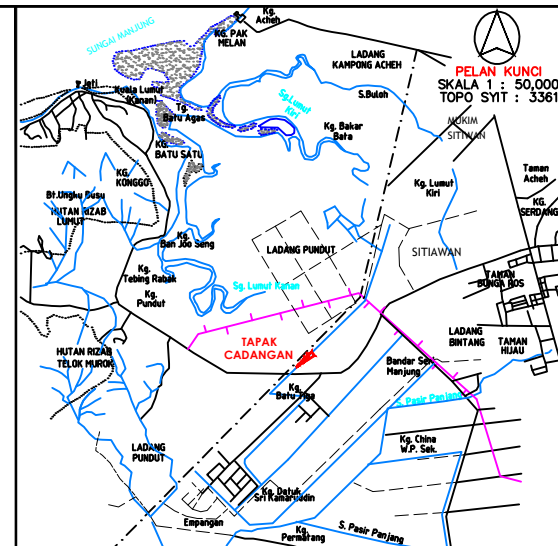 Kg.
Acheh
SUNGAI MANJUNG
KG. PAK
MELAN
PELAN KUNCI
SKALA 1 : 50,000
TOPO SYIT : 3361
LADANG
KAMPONG ACHEH
Jeti
Kuala Lumut
(Kanan)
Tg.
Batu Agas
Sg.Lumut
Kiri
S.Buloh
MUKIM
SITIWAN
Kg. Bakar
Bata
KG.
BATU SATU
KG.
KONGGO
Taman
Acheh
Kg. Lumut
Kiri
KG.
SERDANG
Bt.Ungku Busu
HUTAN RIZAB
LUMUT
Kg.
Ban Joo Seng
LADANG PUNDUT
SITIAWAN
Kg.
Tebing Rabak
Sg. Lumut Kanan
TAMAN
BUNGA ROS
Kg.
Pundut
TAPAK
CADANGAN
LADANG
BINTANG
TAMAN
HIJAU
HUTAN RIZAB
TELOK MUROK
Bandar Seri
Manjung
Kg.
Batu Tiga
S. Pasir Panjang
Kg. China
W.P. Sek.
LADANG
PUNDUT
Kg. Datuk
Sri Kamaruddin
Empangan
Kg.
Permatang
S. Pasir Panjang